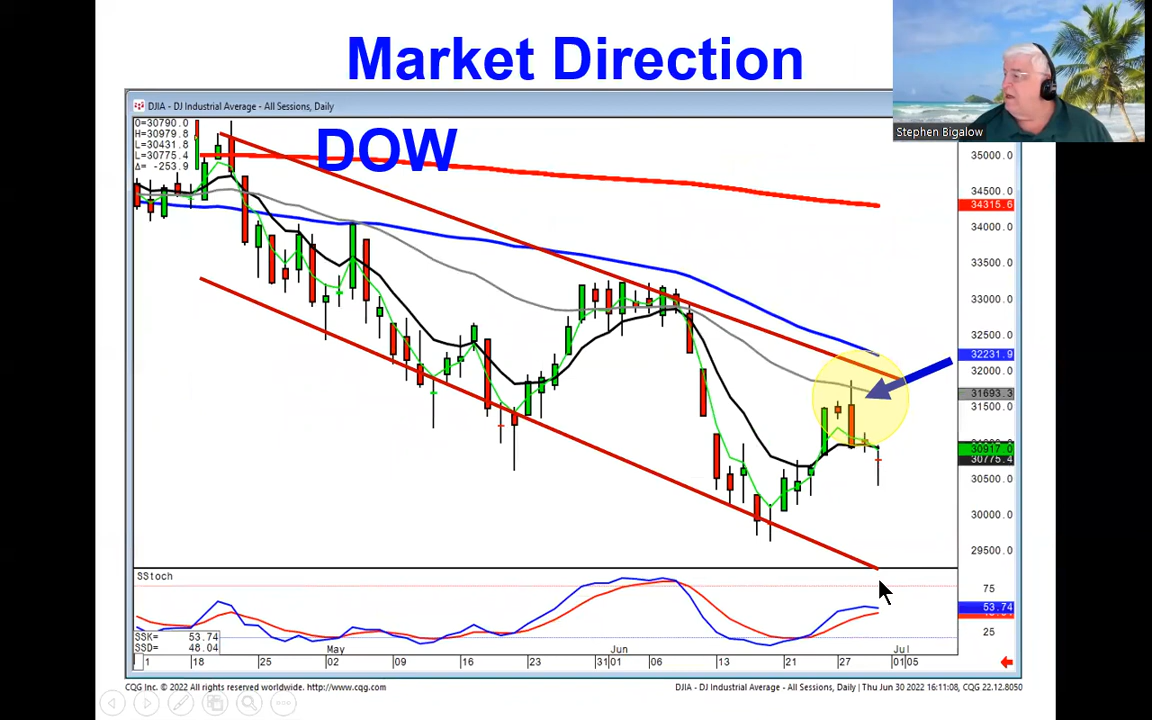 Market Direction
Stephen Bigalow
DJIA - DJ Industrial Average - All Sessions, Daily
DOW
O=30790.0
H=30979.8
L=30431.8
L=30775.4
Δ= -253.9
35000.0
34500.0
34315.6
34000.0
33500.0
33000.0
32500.0
32231.9
32000.0
31693.3
31500.0
30917.0
30775.4
30500.0
30000.0
29500.0
SStoch
75
53.74
25
SSK= 53.74
SSD= 48.04
May Jun Jul
1 18 25 02 09 16 23 31 01 06 13 21 27 01 05
CQG Inc. © 2022 All rights reserved worldwide. http://www.cqg.com
DJIA - DJ Industrial Average - All Sessions, Daily | Thu Jun 30 2022 16:11:08, CQG 22.12.8050